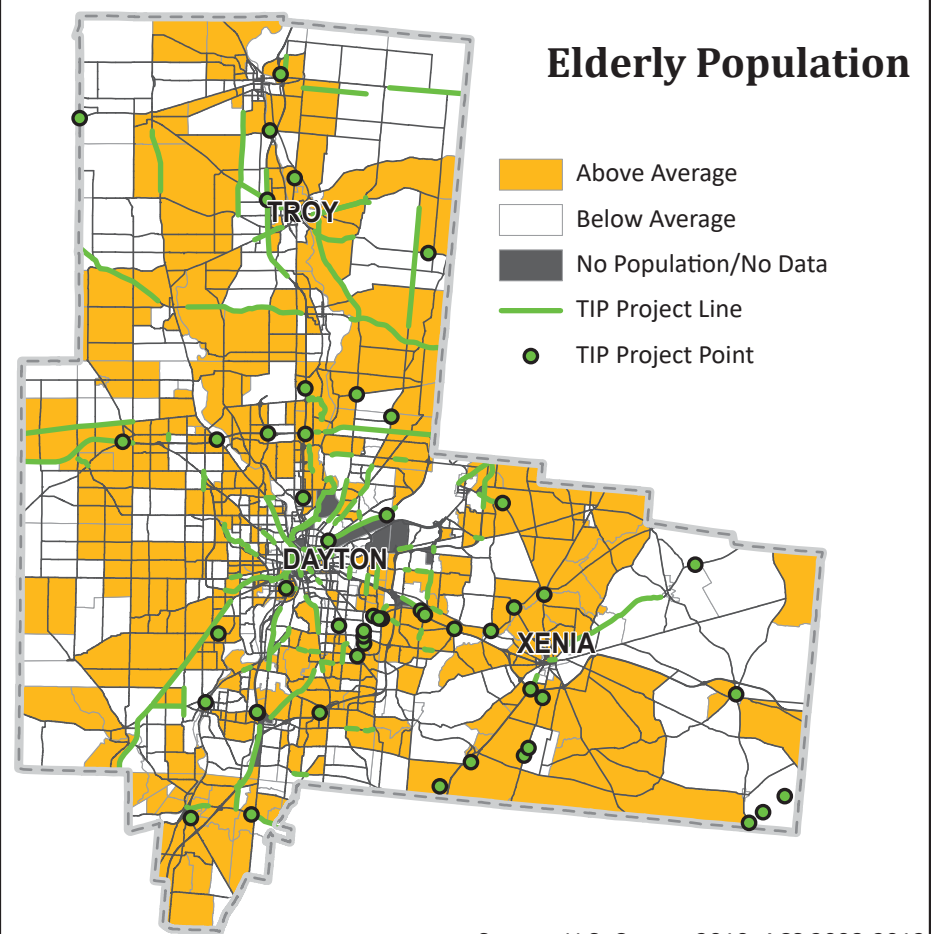 Elderly Population
Above Average
Below Average
No Population/No Data
TIP Project Line
TIP Project Point
TROY
DAYTON
XENIA